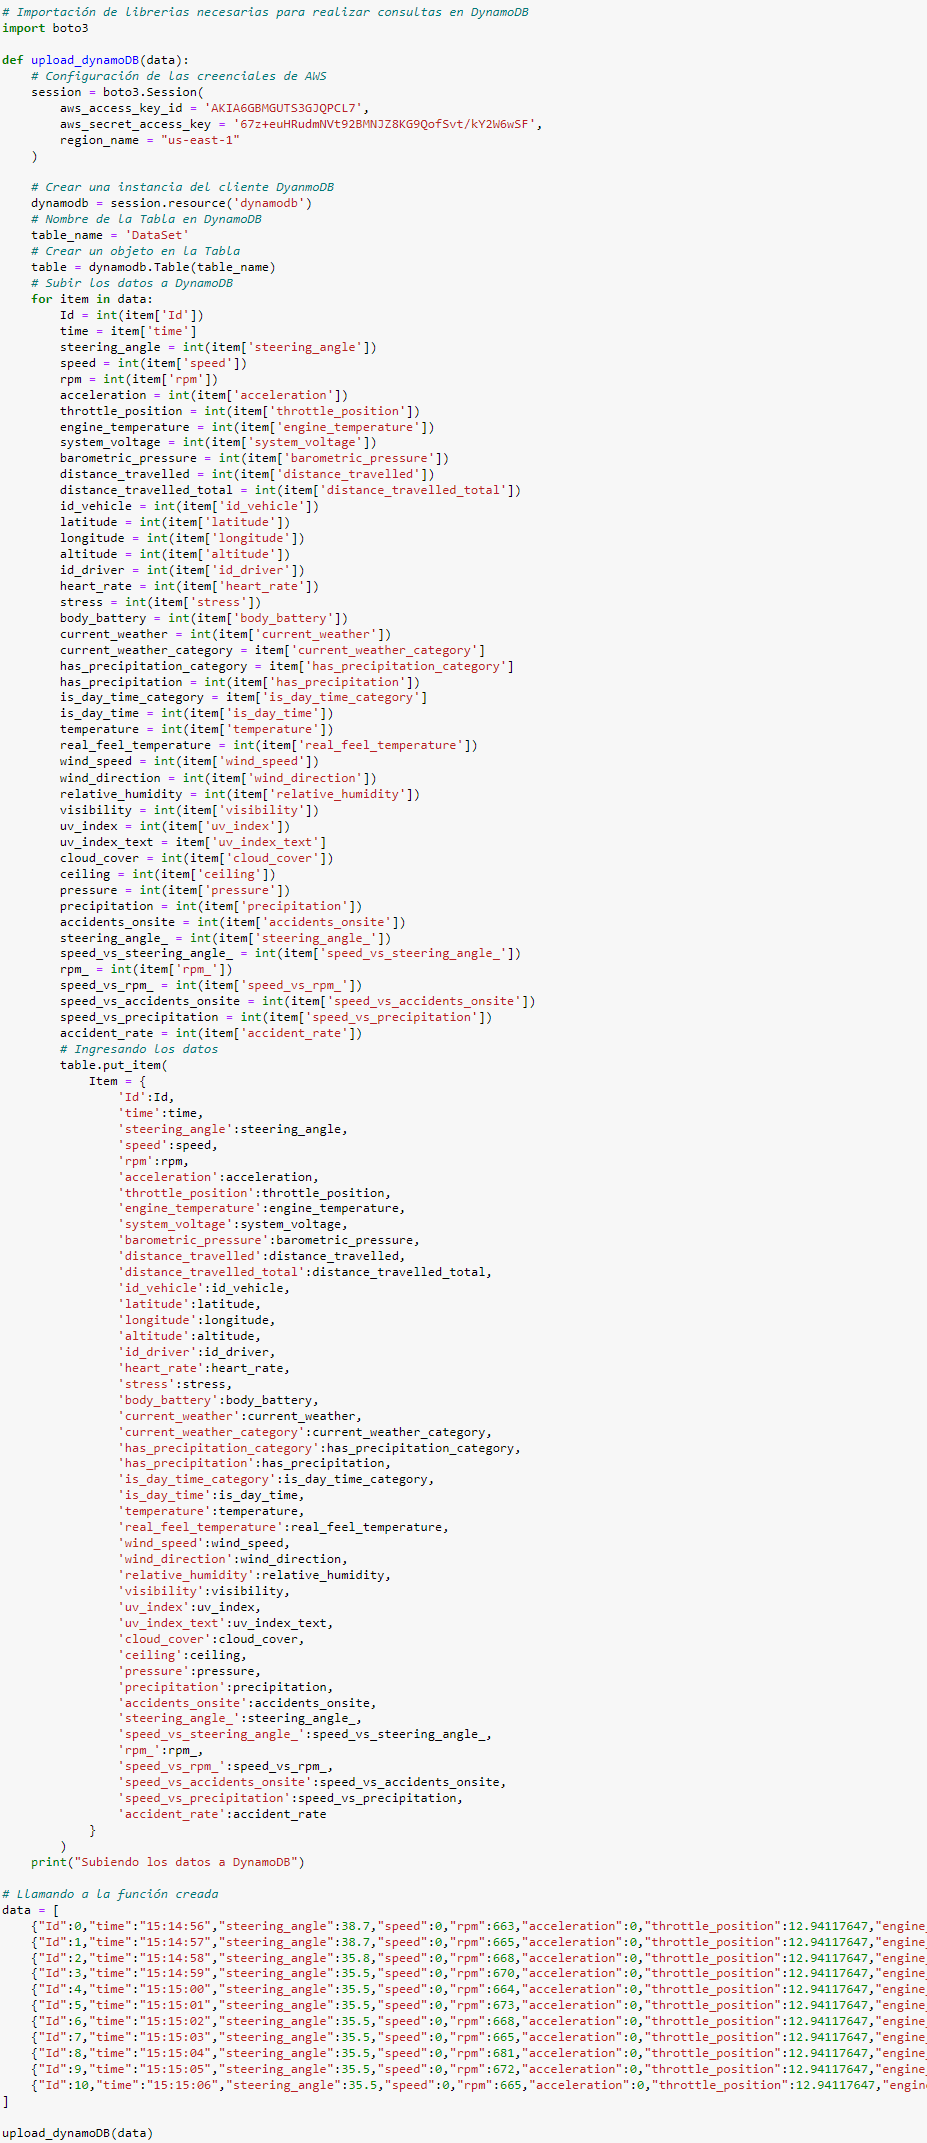 # Importación de librerias necesarias para realizar consultas en DynamoDB
import boto3
def upload_dynamoDB(data):
# Configuración de las creenciales de AWS
session = boto3.Session(
aws_access_key_id = 'AKIA6GBMGUTS3GJQPCL7',
aws_secret_access_key = '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',
region_name = "us-east-1"
)
# Crear una instancia del cliente DyanmoDB
dynamodb = session.resource('dynamodb')
# Nombre de la Tabla en DynamoDB
table_name = 'DataSet'
# Crear un objeto en la Tabla
table = dynamodb.Table(table_name)
# Subir los datos a DynamoDB
for item in data:
Id = int(item['Id'])
time = item['time']
steering_angle = int(item['steering_angle'])
speed = int(item['speed'])
rpm = int(item['rpm'])
acceleration = int(item['acceleration'])
throttle_position = int(item['throttle_position'])
engine_temperature = int(item['engine_temperature'])
system_voltage = int(item['system_voltage'])
barometric_pressure = int(item['barometric_pressure'])
distance_travelled = int(item['distance_travelled'])
distance_travelled_total = int(item['distance_travelled_total'])
id_vehicle = int(item['id_vehicle'])
latitude = int(item['latitude'])
longitude = int(item['longitude'])
altitude = int(item['altitude'])
id_driver = int(item['id_driver'])
heart_rate = int(item['heart_rate'])
stress = int(item['stress'])
body_battery = int(item['body_battery'])
current_weather = int(item['current_weather'])
current_weather_category = item['current_weather_category']
has_precipitation_category = item['has_precipitation_category']
has_precipitation = int(item['has_precipitation'])
is_day_time_category = item['is_day_time_category']
is_day_time = int(item['is_day_time'])
temperature = int(item['temperature'])
real_feel_temperature = int(item['real_feel_temperature'])
wind_speed = int(item['wind_speed'])
wind_direction = int(item['wind_direction'])
relative_humidity = int(item['relative_humidity'])
visibility = int(item['visibility'])
uv_index = int(item['uv_index'])
uv_index_text = item['uv_index_text']
cloud_cover = int(item['cloud_cover'])
ceiling = int(item['ceiling'])
pressure = int(item['pressure'])
precipitation = int(item['precipitation'])
accidents_onsite = int(item['accidents_onsite'])
steering_angle_ = int(item['steering_angle_'])
speed_vs_steering_angle_ = int(item['speed_vs_steering_angle_'])
rpm_ = int(item['rpm_'])
speed_vs_rpm_ = int(item['speed_vs_rpm_'])
speed_vs_accidents_onsite = int(item['speed_vs_accidents_onsite'])
speed_vs_precipitation = int(item['speed_vs_precipitation'])
accident_rate = int(item['accident_rate'])
# Ingresando los datos
table.put_item(
Item = {
'Id':Id,
'time':time,
'steering_angle':steering_angle,
'speed':speed,
'rpm':rpm,
'acceleration':acceleration,
'throttle_position':throttle_position,
'engine_temperature':engine_temperature,
'system_voltage':system_voltage,
'barometric_pressure':barometric_pressure,
'distance_travelled':distance_travelled,
'distance_travelled_total':distance_travelled_total,
'id_vehicle':id_vehicle,
'latitude':latitude,
'longitude':longitude,
'altitude':altitude,
'id_driver':id_driver,
'heart_rate':heart_rate,
'stress':stress,
'body_battery':body_battery,
'current_weather':current_weather,
'current_weather_category':current_weather_category,
'has_precipitation_category':has_precipitation_category,
'has_precipitation':has_precipitation,
'is_day_time_category':is_day_time_category,
'is_day_time':is_day_time,
'temperature':temperature,
'real_feel_temperature':real_feel_temperature,
'wind_speed':wind_speed,
'wind_direction':wind_direction,
'relative_humidity':relative_humidity,
'visibility':visibility,
'uv_index':uv_index,
'uv_index_text':uv_index_text,
'cloud_cover':cloud_cover,
'ceiling':ceiling,
'pressure':pressure,
'precipitation':precipitation,
'accidents_onsite':accidents_onsite,
'steering_angle_':steering_angle_,
'speed_vs_steering_angle_':speed_vs_steering_angle_,
'rpm_':rpm_,
'speed_vs_rpm_':speed_vs_rpm_,
'speed_vs_accidents_onsite':speed_vs_accidents_onsite,
'speed_vs_precipitation':speed_vs_precipitation,
'accident_rate':accident_rate
}
)
print("Subiendo los datos a DynamoDB")
# Llamando a la función creada
data = [
{"Id":0,"time":"15:14:56","steering_angle":38.7,"speed":0,"rpm":663,"acceleration":0,"throttle_position":12.94117647,"engine_
{"Id":1,"time":"15:14:57","steering_angle":38.7,"speed":0,"rpm":665,"acceleration":0,"throttle_position":12.94117647,"engine_
{"Id":2,"time":"15:14:58","steering_angle":35.8,"speed":0,"rpm":668,"acceleration":0,"throttle_position":12.94117647,"engine_
{"Id":3,"time":"15:14:59","steering_angle":35.5,"speed":0,"rpm":670,"acceleration":0,"throttle_position":12.94117647,"engine_
{"Id":4,"time":"15:15:00","steering_angle":35.5,"speed":0,"rpm":664,"acceleration":0,"throttle_position":12.94117647,"engine_
{"Id":5,"time":"15:15:01","steering_angle":35.5,"speed":0,"rpm":673,"acceleration":0,"throttle_position":12.94117647,"engine_
{"Id":6,"time":"15:15:02","steering_angle":35.5,"speed":0,"rpm":668,"acceleration":0,"throttle_position":12.94117647,"engine_
{"Id":7,"time":"15:15:03","steering_angle":35.5,"speed":0,"rpm":665,"acceleration":0,"throttle_position":12.94117647,"engine_
{"Id":8,"time":"15:15:04","steering_angle":35.5,"speed":0,"rpm":681,"acceleration":0,"throttle_position":12.94117647,"engine_
{"Id":9,"time":"15:15:05","steering_angle":35.5,"speed":0,"rpm":672,"acceleration":0,"throttle_position":12.94117647,"engine_
{"Id":10,"time":"15:15:06","steering_angle":35.5,"speed":0,"rpm":665,"acceleration":0,"throttle_position":12.94117647,"engin
]
upload_dynamoDB(data)